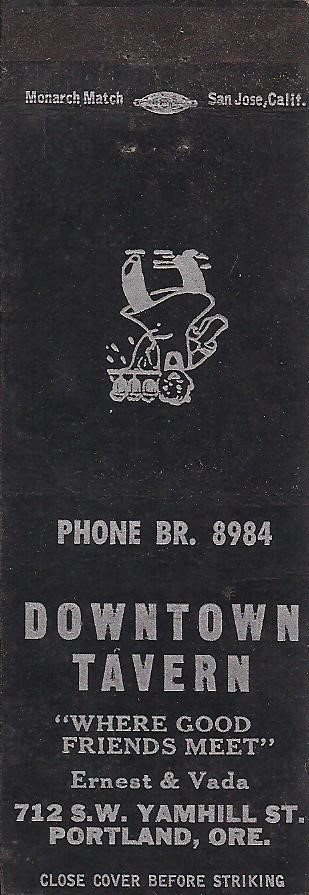 Monarch Match San Jose, Calif.
PHONE BR. 8984
DOWNTOWN
TAVERN
"WHERE GOOD
FRIENDS MEET"
Ernest & Vada
712 S.W. YAMHILL ST.
PORTLAND, ORE.
CLOSE COVER BEFORE STRIKING